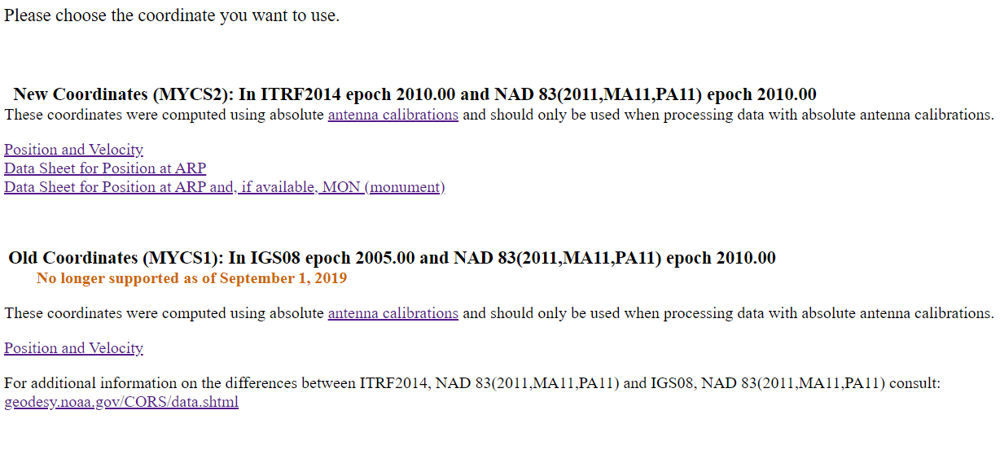 Please choose the coordinate you want to use.
New Coordinates (MYCS2): In ITRF2014 epoch 2010.00 and NAD 83(2011,MA11,PA11) epoch 2010.00
These coordinates were computed using absolute antenna calibrations and should only be used when processing data with absolute antenna calibrations.
Position and Velocity
Data Sheet for Position at ARP
Data Sheet for Position at ARP and, if available, MON (monument)
Old Coordinates (MYCS1): In IGS08 epoch 2005.00 and NAD 83(2011,MA11,PA11) epoch 2010.00
No longer supported as of September 1, 2019
These coordinates were computed using absolute antenna calibrations and should only be used when processing data with absolute antenna calibrations.
Position and Velocity
For additional information on the differences between ITRF2014, NAD 83(2011,MA11,PA11) and IGS08, NAD 83(2011,MA11,PA11) consult:
geodesy.noaa.gov/CORS/data.shtml